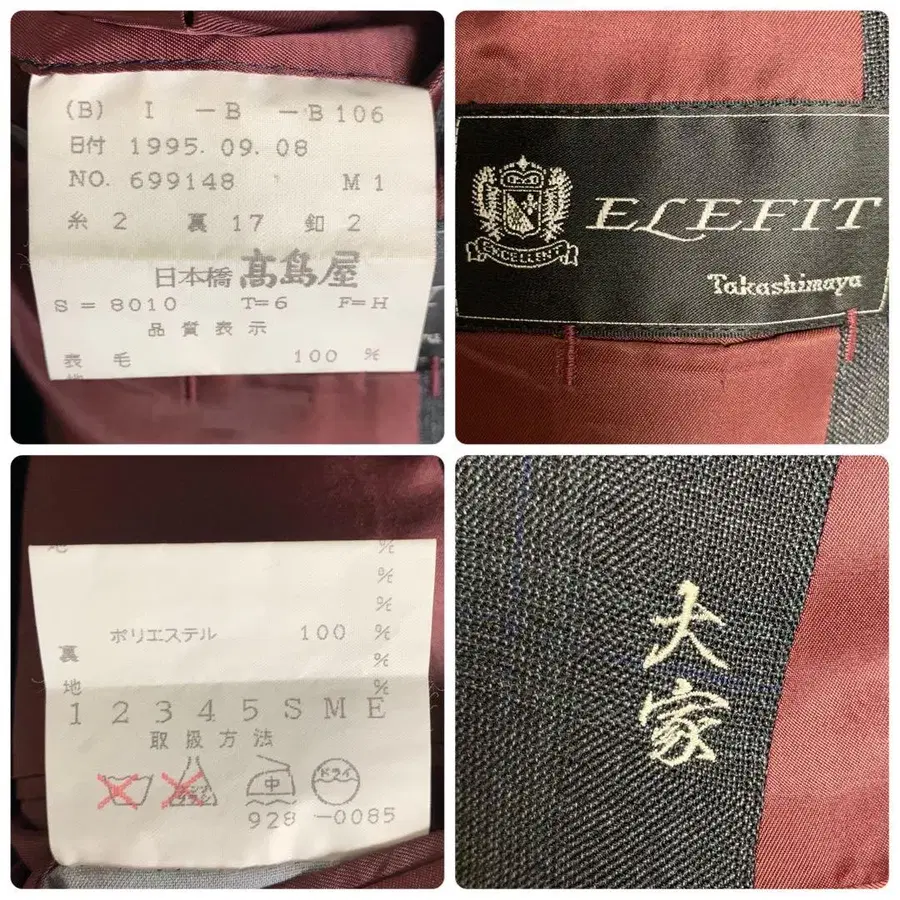 (B) I -B -B106
日付 1995.09.08
NO. 699148 M1
糸 2 裏 17 釦 2
日本橋 髙島屋
S=8010 T=6 F=H
品質表示
表 毛 100 %
地
EXCELLENT
ELEFIT
Takashimaya
地 %
%
%
ポリエステル 100 %
裏 %
地 %
1 2 3 4 5 S M E
取扱方法
中 ドライ
928 -0085
大家